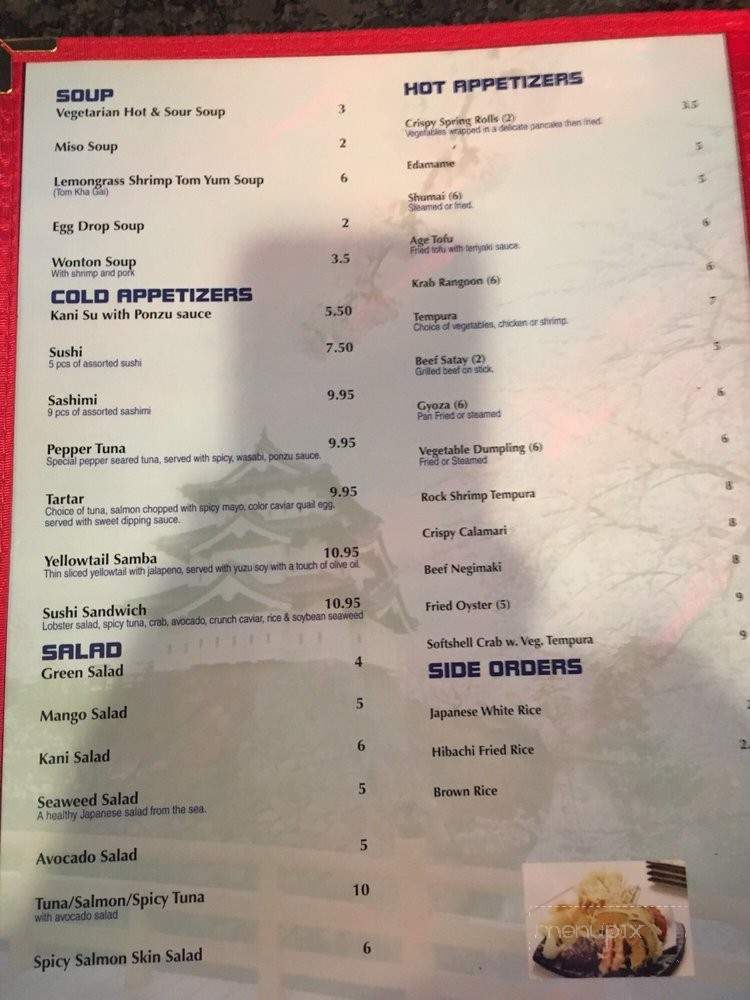 SOUP
Vegetarian Hot & Sour Soup 3
Miso Soup 2
Lemongrass Shrimp Tom Yum Soup 6
(Tom Kha Gai)
Egg Drop Soup 2
Wonton Soup 3.5
With shrimp and pork
COLD APPETIZERS
Kani Su with Ponzu sauce 5.50
Sushi 7.50
5 pcs of assorted sushi
Sashimi 9.95
9 pcs of assorted sashimi
Pepper Tuna 9.95
Special pepper seared tuna, served with spicy, wasabi, ponzu sauce.
Tartar 9.95
Choice of tuna, salmon chopped with spicy mayo, color caviar quail egg,
served with sweet dipping sauce.
Yellowtail Samba 10.95
Thin sliced yellowtail with jalapeno, served with yuzu soy with a touch of olive oil.
Sushi Sandwich 10.95
Lobster salad, spicy tuna, crab, avocado, crunch caviar, rice & soybean seaweed
SALAD
Green Salad 4
Mango Salad 5
Kani Salad 6
Seaweed Salad 5
A healthy Japanese salad from the sea.
Avocado Salad 5
Tuna/Salmon/Spicy Tuna 10
with avocado salad
Spicy Salmon Skin Salad 6
HOT APPETIZERS
Crispy Spring Rolls (2) 3.5
Vegetables wrapped in a delicate pancake then fried.
Edamame 5
Shumai (6) 5
Steamed or fried.
Age Tofu 6
Fried tofu with teriyaki sauce.
Krab Rangoon (6) 6
Tempura 7
Choice of vegetables, chicken or shrimp.
Beef Satay (2) 5
Grilled beef on stick.
Gyoza (6) 6
Pan Fried or steamed
Vegetable Dumpling (6) 6
Fried or Steamed
Rock Shrimp Tempura 8
Crispy Calamari 8
Beef Negimaki 8
Fried Oyster (5) 9
Softshell Crab w. Veg. Tempura 9
SIDE ORDERS
Japanese White Rice
Hibachi Fried Rice 2.
Brown Rice
menupix